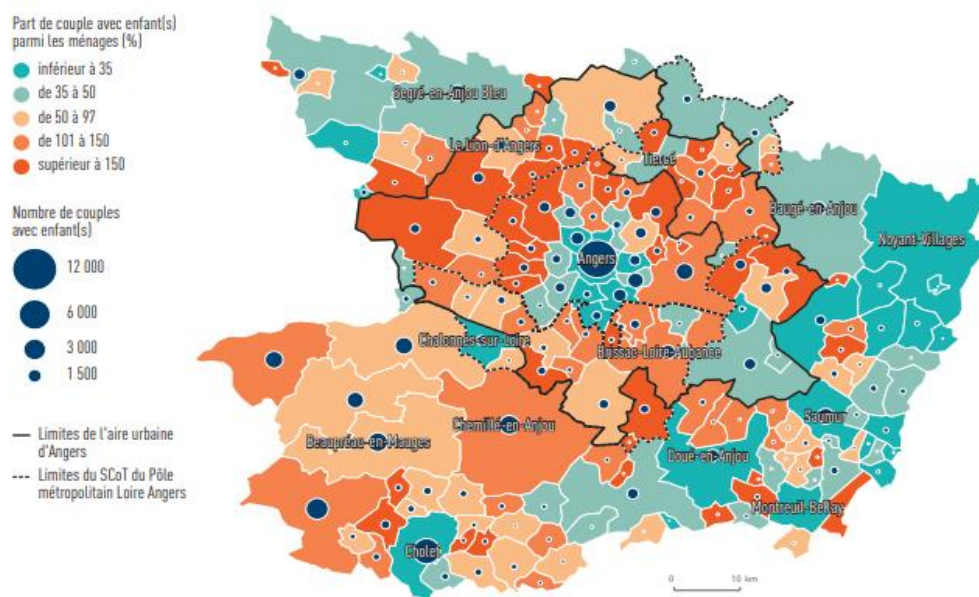 Part de couple avec enfant(s)
parmi les ménages (%)
inférieur à 35
de 35 à 50
de 50 à 97
de 101 à 150
supérieur à 150
Nombre de couples
avec enfant(s)
12 000
6 000
3 000
1 500
Limites de l'aire urbaine
d'Angers
Limites du SCoT du Pôle
métropolitain Loire Angers
Segré-en-Anjou Bleu
Le Lion-d'Angers
Tiercé
Baugé-en-Anjou
Noyant-Villages
Angers
Chalonnes-sur-Loire
Brissac-Loire-Aubance
Chemillé-en-Anjou
Saumur
Beaupréau-en-Mauges
Doué-en-Anjou
Montreuil-Bellay
Cholet
0 10 km